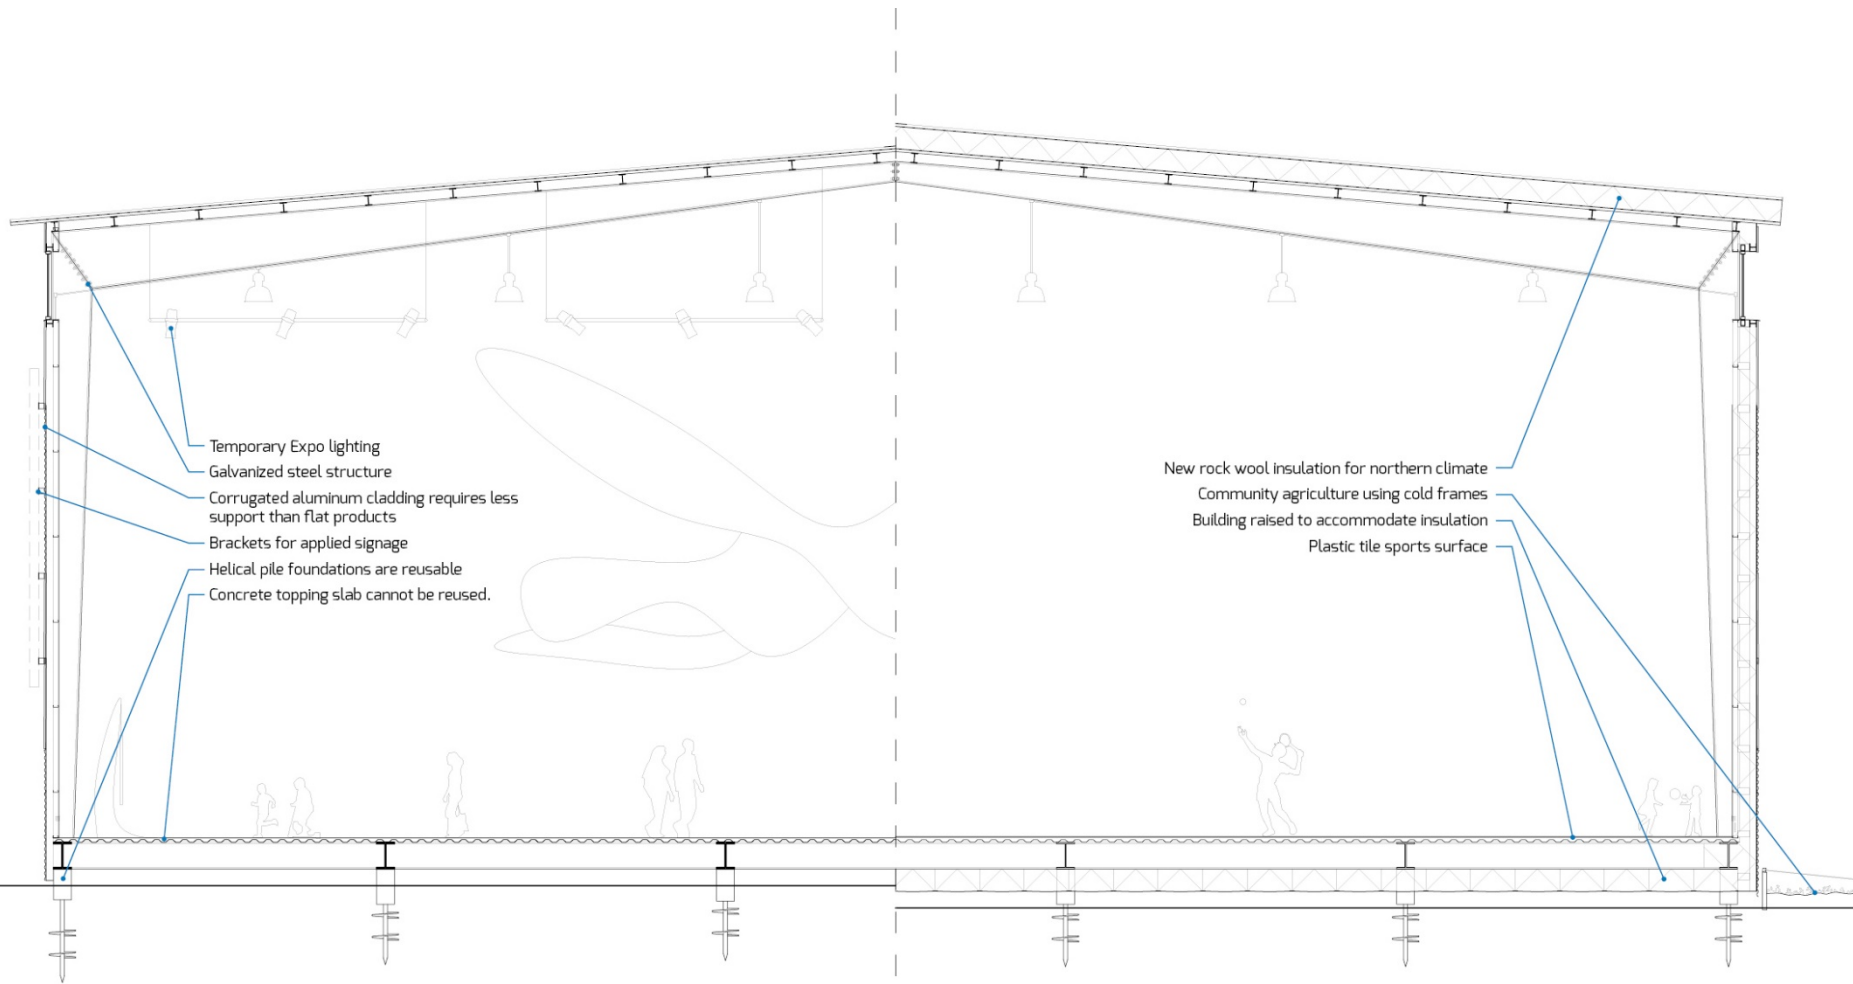 Temporary Expo lighting
Galvanized steel structure
Corrugated aluminum cladding requires less
support than flat products
Brackets for applied signage
Helical pile foundations are reusable
Concrete topping slab cannot be reused.
New rock wool insulation for northern climate
Community agriculture using cold frames
Building raised to accommodate insulation
Plastic tile sports surface